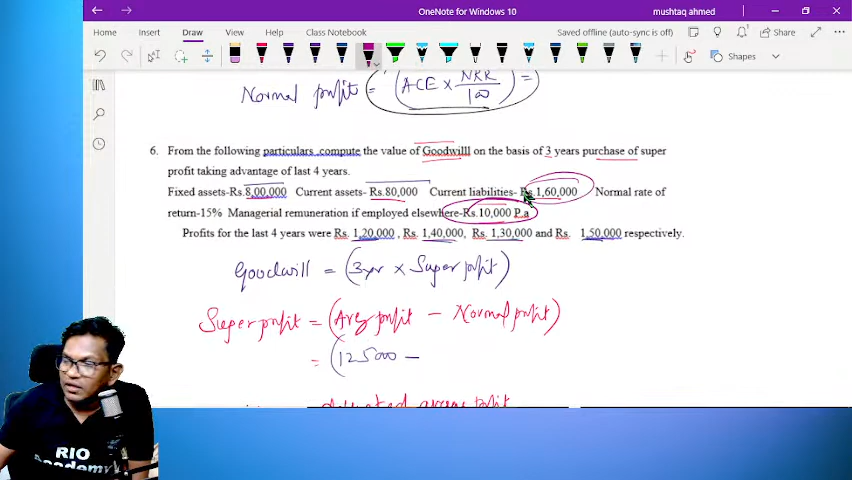 OneNote for Windows 10
mushtaq ahmed
Home Insert Draw View Help Class Notebook
Saved offline (auto-sync is off)
Share
Shapes
Normal profit = (ACE × NRR/100) =
6. From the following particulars ,compute the value of Goodwilll on the basis of 3 years purchase of super
profit taking advantage of last 4 years.
Fixed assets-Rs.8,00,000 Current assets- Rs.80,000 Current liabilities- Rs.1,60,000 Normal rate of
return-15% Managerial remuneration if employed elsewhere-Rs.10,000 P.a
Profits for the last 4 years were Rs. 1,20,000 , Rs. 1,40,000, Rs. 1,30,000 and Rs. 1,50,000 respectively.
Goodwill = (3yr × Super profit)
Super profit = (Avg profit - Normal profit)
= (125000 -
profit
RIO
Academy